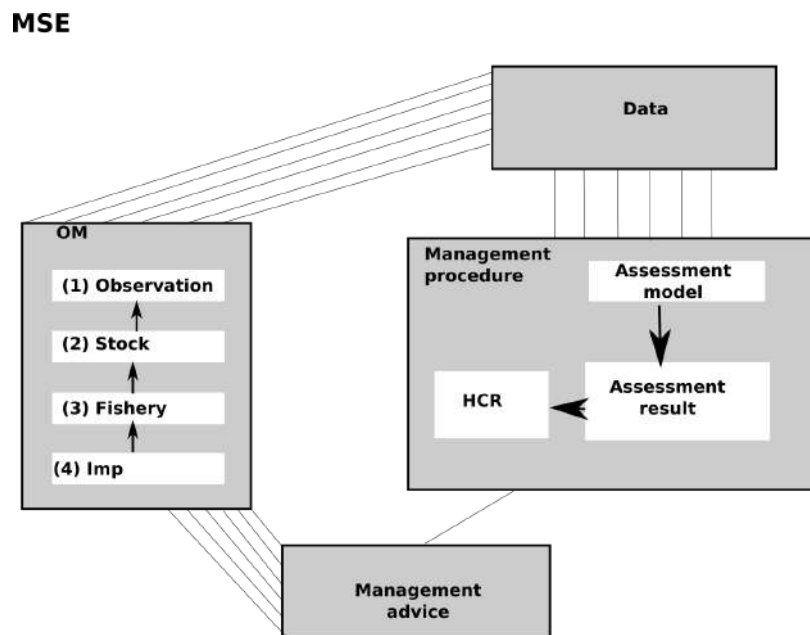 MSE
Data
OM
(1) Observation
(2) Stock
(3) Fishery
(4) Imp
Management
procedure
Assessment
model
Assessment
result
HCR
Management
advice